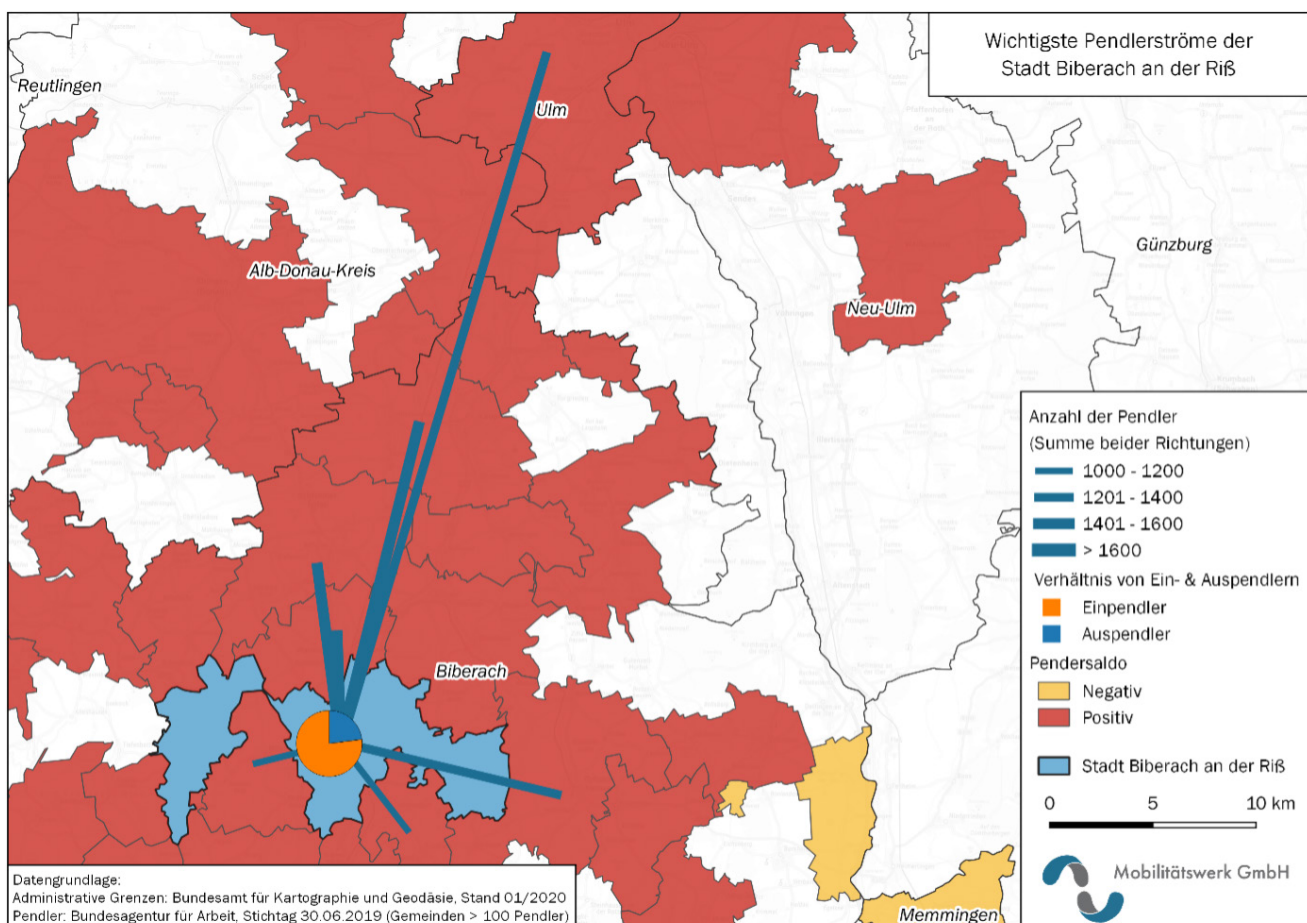 Wichtigste Pendlerströme der
Stadt Biberach an der Riß
Reutlingen
Ulm
Günzburg
Alb-Donau-Kreis
Neu-Ulm
Biberach
Memmingen
Anzahl der Pendler
(Summe beider Richtungen)
1000 - 1200
1201 - 1400
1401 - 1600
> 1600
Verhältnis von Ein- & Auspendlern
Einpendler
Auspendler
Pendersaldo
Negativ
Positiv
Stadt Biberach an der Riß
0 5 10 km
Mobilitätswerk GmbH
Datengrundlage:
Administrative Grenzen: Bundesamt für Kartographie und Geodäsie, Stand 01/2020
Pendler: Bundesagentur für Arbeit, Stichtag 30.06.2019 (Gemeinden > 100 Pendler)